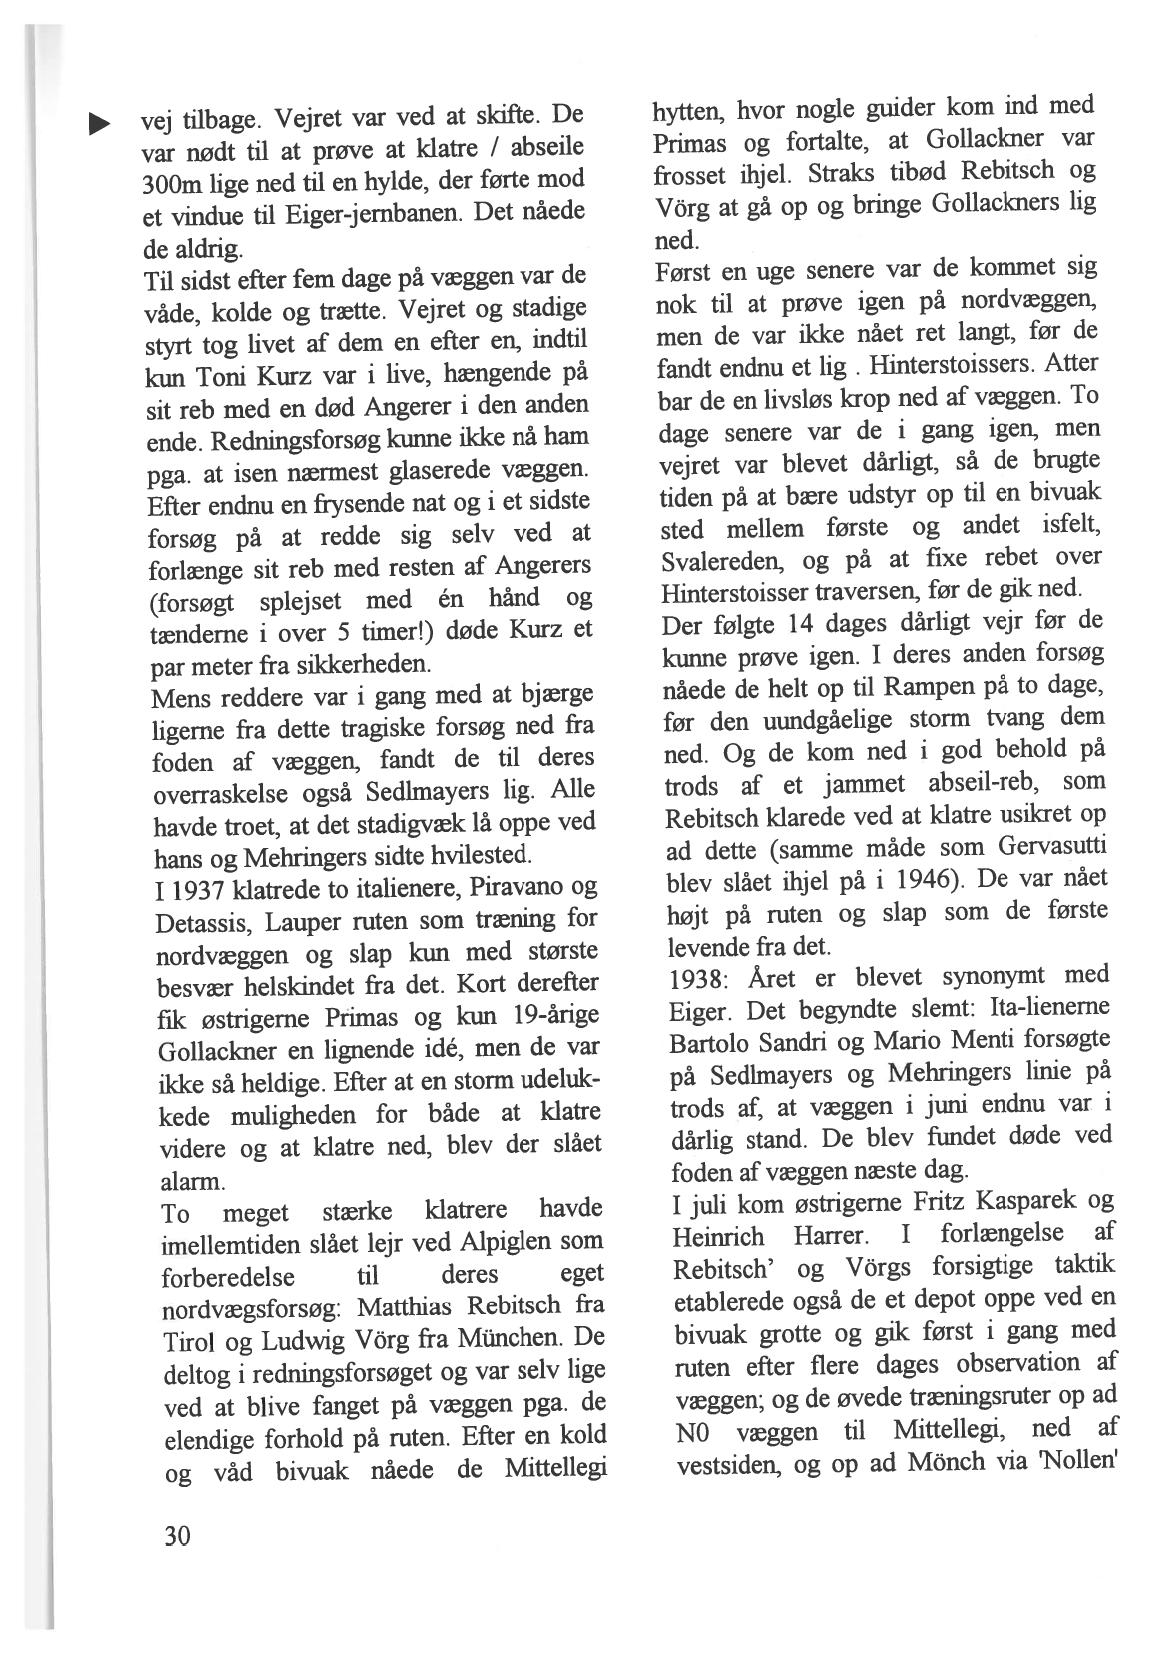 ▶ vej tilbage. Vejret var ved at skifte. De
var nødt til at prøve at klatre / abseile
300m lige ned til en hylde, der førte mod
et vindue til Eiger-jernbanen. Det nåede
de aldrig.
Til sidst efter fem dage på væggen var de
våde, kolde og trætte. Vejret og stadige
styrt tog livet af dem en efter en, indtil
kun Toni Kurz var i live, hængende på
sit reb med en død Angerer i den anden
ende. Redningsforsøg kunne ikke nå ham
pga. at isen nærmest glaserede væggen.
Efter endnu en frysende nat og i et sidste
forsøg på at redde sig selv ved at
forlænge sit reb med resten af Angerers
(forsøgt splejset med én hånd og
tænderne i over 5 timer!) døde Kurz et
par meter fra sikkerheden.
Mens reddere var i gang med at bjærge
ligerne fra dette tragiske forsøg ned fra
foden af væggen, fandt de til deres
overraskelse også Sedlmayers lig. Alle
havde troet, at det stadigvæk lå oppe ved
hans og Mehringers sidte hvilested.
I 1937 klatrede to italienere, Piravano og
Detassis, Lauper ruten som træning for
nordvæggen og slap kun med største
besvær helskindet fra det. Kort derefter
fik østrigerne Primas og kun 19-årige
Gollackner en lignende idé, men de var
ikke så heldige. Efter at en storm udeluk-
kede muligheden for både at klatre
videre og at klatre ned, blev der slået
alarm.
To meget stærke klatrere havde
imellemtiden slået lejr ved Alpiglen som
forberedelse til deres eget
nordvægsforsøg: Matthias Rebitsch fra
Tirol og Ludwig Vörg fra München. De
deltog i redningsforsøget og var selv lige
ved at blive fanget på væggen pga. de
elendige forhold på ruten. Efter en kold
og våd bivuak nåede de Mittellegi
hytten, hvor nogle guider kom ind med
Primas og fortalte, at Gollackner var
frosset ihjel. Straks tibød Rebitsch og
Vörg at gå op og bringe Gollackners lig
ned.
Først en uge senere var de kommet sig
nok til at prøve igen på nordvæggen,
men de var ikke nået ret langt, før de
fandt endnu et lig . Hinterstoissers. Atter
bar de en livsløs krop ned af væggen. To
dage senere var de i gang igen, men
vejret var blevet dårligt, så de brugte
tiden på at bære udstyr op til en bivuak
sted mellem første og andet isfelt,
Svalereden, og på at fixe rebet over
Hinterstoisser traversen, før de gik ned.
Der følgte 14 dages dårligt vejr før de
kunne prøve igen. I deres anden forsøg
nåede de helt op til Rampen på to dage,
før den uundgåelige storm tvang dem
ned. Og de kom ned i god behold på
trods af et jammet abseil-reb, som
Rebitsch klarede ved at klatre usikret op
ad dette (samme måde som Gervasutti
blev slået ihjel på i 1946). De var nået
højt på ruten og slap som de første
levende fra det.
1938: Året er blevet synonymt med
Eiger. Det begyndte slemt: Ita-lienerne
Bartolo Sandri og Mario Menti forsøgte
på Sedlmayers og Mehringers linie på
trods af, at væggen i juni endnu var i
dårlig stand. De blev fundet døde ved
foden af væggen næste dag.
I juli kom østrigerne Fritz Kasparek og
Heinrich Harrer. I forlængelse af
Rebitsch’ og Vörgs forsigtige taktik
etablerede også de et depot oppe ved en
bivuak grotte og gik først i gang med
ruten efter flere dages observation af
væggen; og de øvede træningsruter op ad
N0 væggen til Mittellegi, ned af
vestsiden, og op ad Mönch via 'Nollen'
30